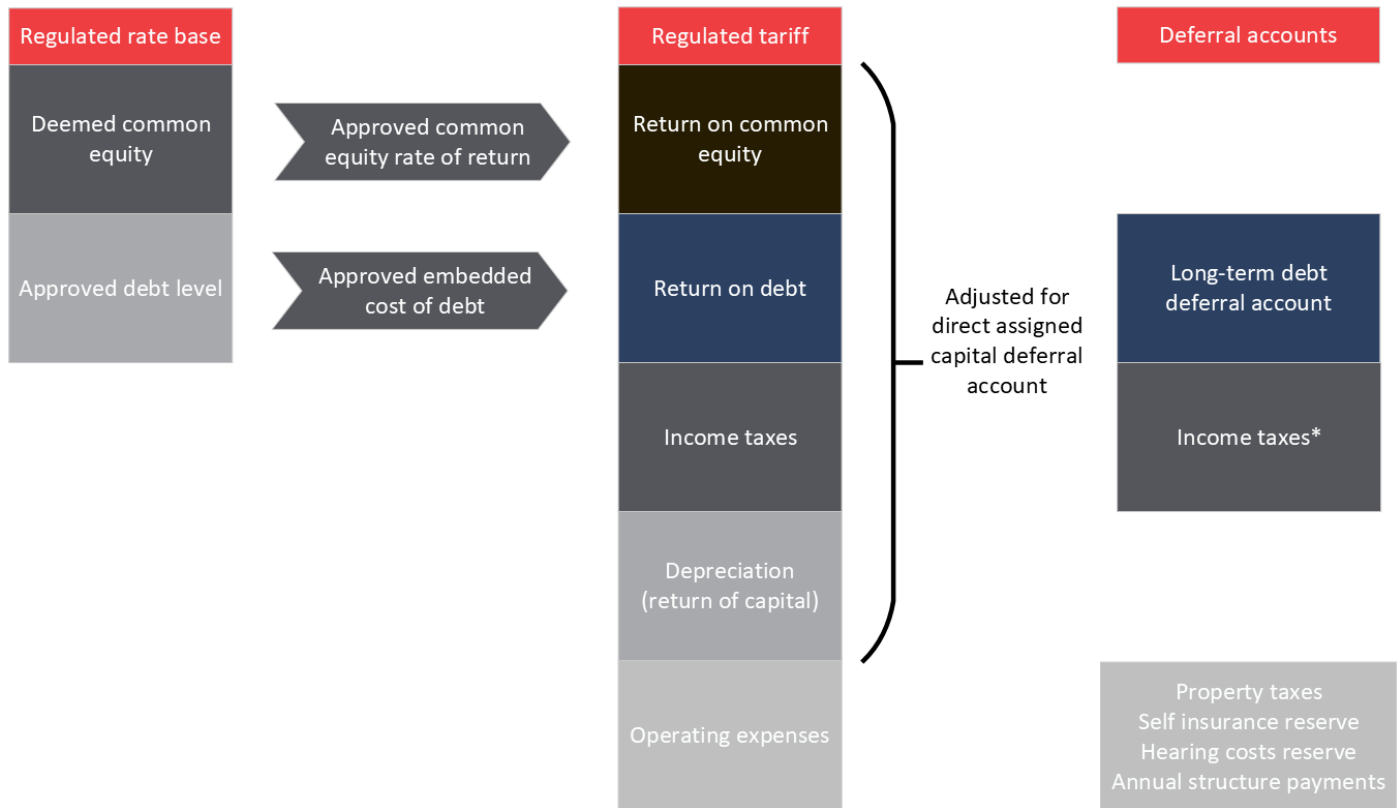 Regulated rate base
Deemed common
equity
Approved debt level
Approved common
equity rate of return
Approved embedded
cost of debt
Regulated tariff
Return on common
equity
Return on debt
Income taxes
Depreciation
(return of capital)
Operating expenses
Adjusted for
direct assigned
capital deferral
account
Deferral accounts
Long-term debt
deferral account
Income taxes*
Property taxes
Self insurance reserve
Hearing costs reserve
Annual structure payments